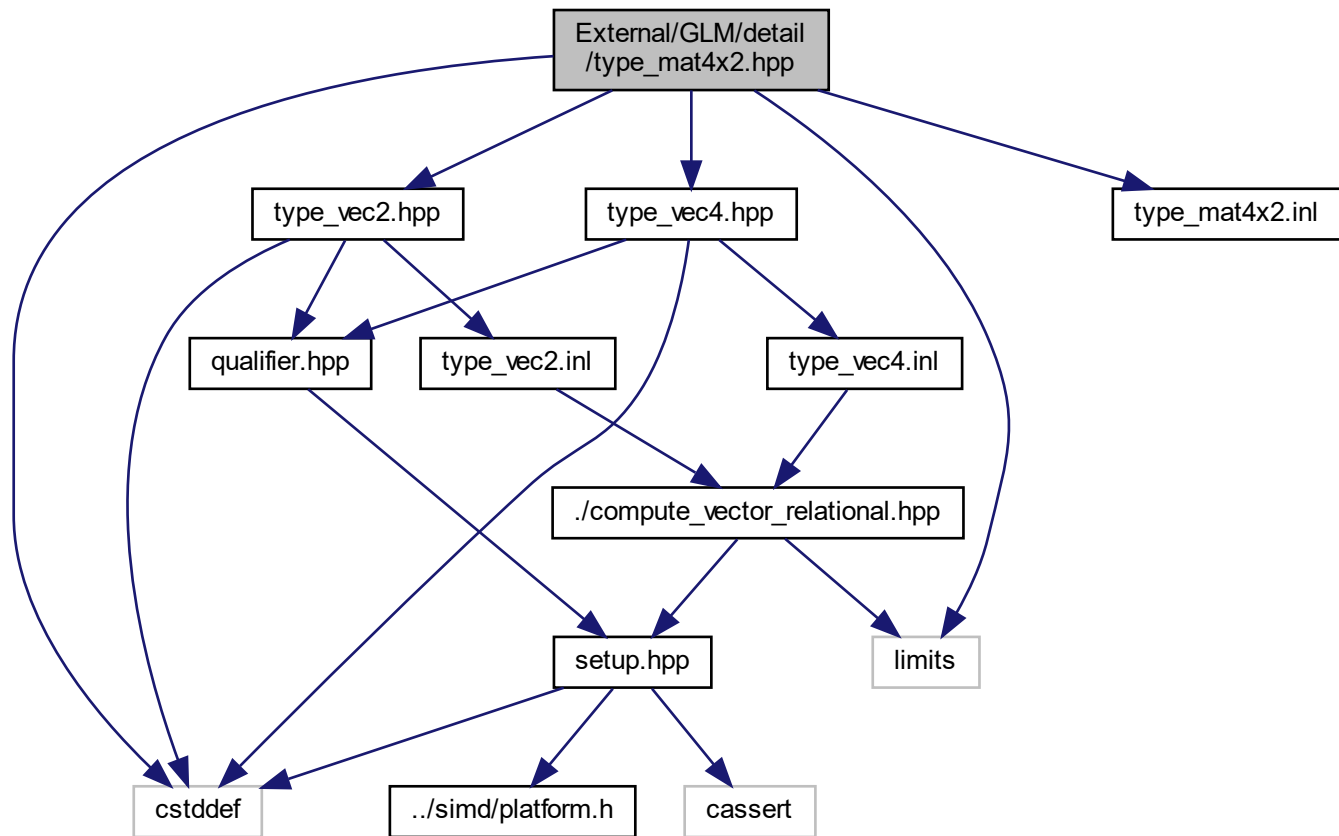 External/GLM/detail
/type_mat4x2.hpp
type_vec2.hpp
type_vec4.hpp
type_mat4x2.inl
qualifier.hpp
type_vec2.inl
type_vec4.inl
./compute_vector_relational.hpp
setup.hpp
limits
cstddef
../simd/platform.h
cassert